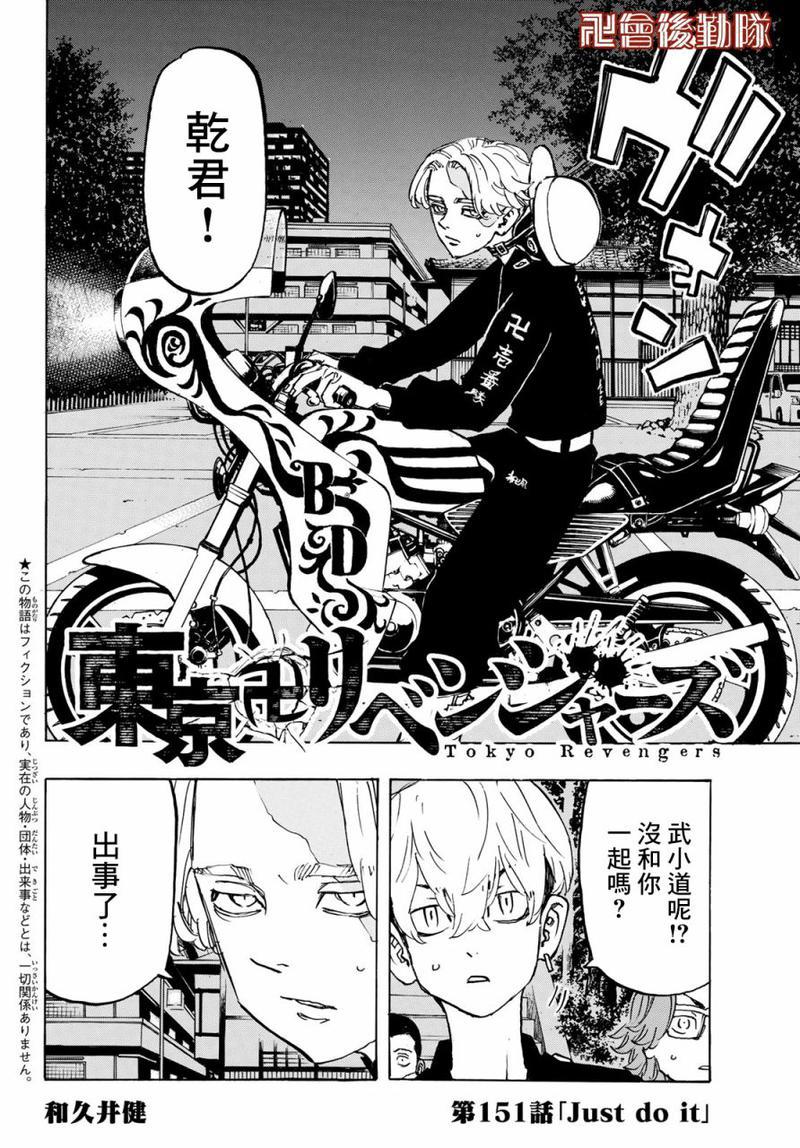 卍會後勤隊
ヴォン
乾君！
卍壱番隊
BD
東京卍リベンジャーズ
Tokyo Revengers
武小道呢!?
沒和你
一起嗎？
出事了…
★この物語はフィクションであり、実在の人物・団体・出来事などとは、一切関係ありません。
和久井健
第151話「Just do it」